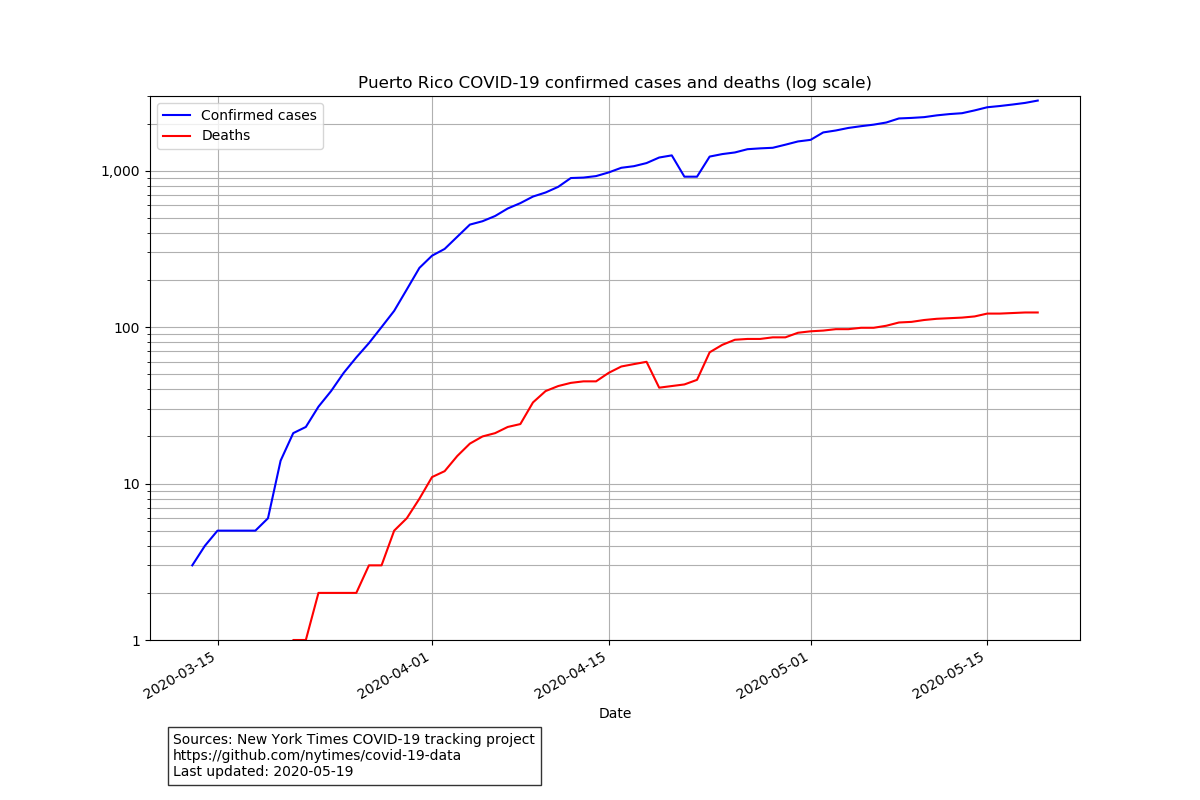 Puerto Rico COVID-19 confirmed cases and deaths (log scale)
Confirmed cases
Deaths
1,000
100
10
1
2020-03-15
2020-04-01
2020-04-15
2020-05-01
2020-05-15
Date
Sources: New York Times COVID-19 tracking project
https://github.com/nytimes/covid-19-data
Last updated: 2020-05-19